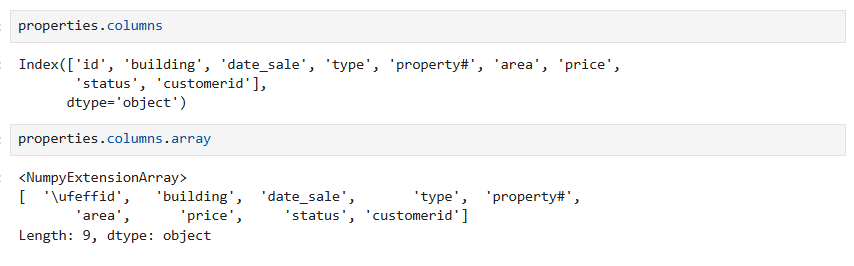 properties.columns
Index(['id', 'building', 'date_sale', 'type', 'property#', 'area', 'price',
'status', 'customerid'],
dtype='object')
properties.columns.array
<NumpyExtensionArray>
[ '\ufeffid', 'building', 'date_sale', 'type', 'property#',
'area', 'price', 'status', 'customerid']
Length: 9, dtype: object